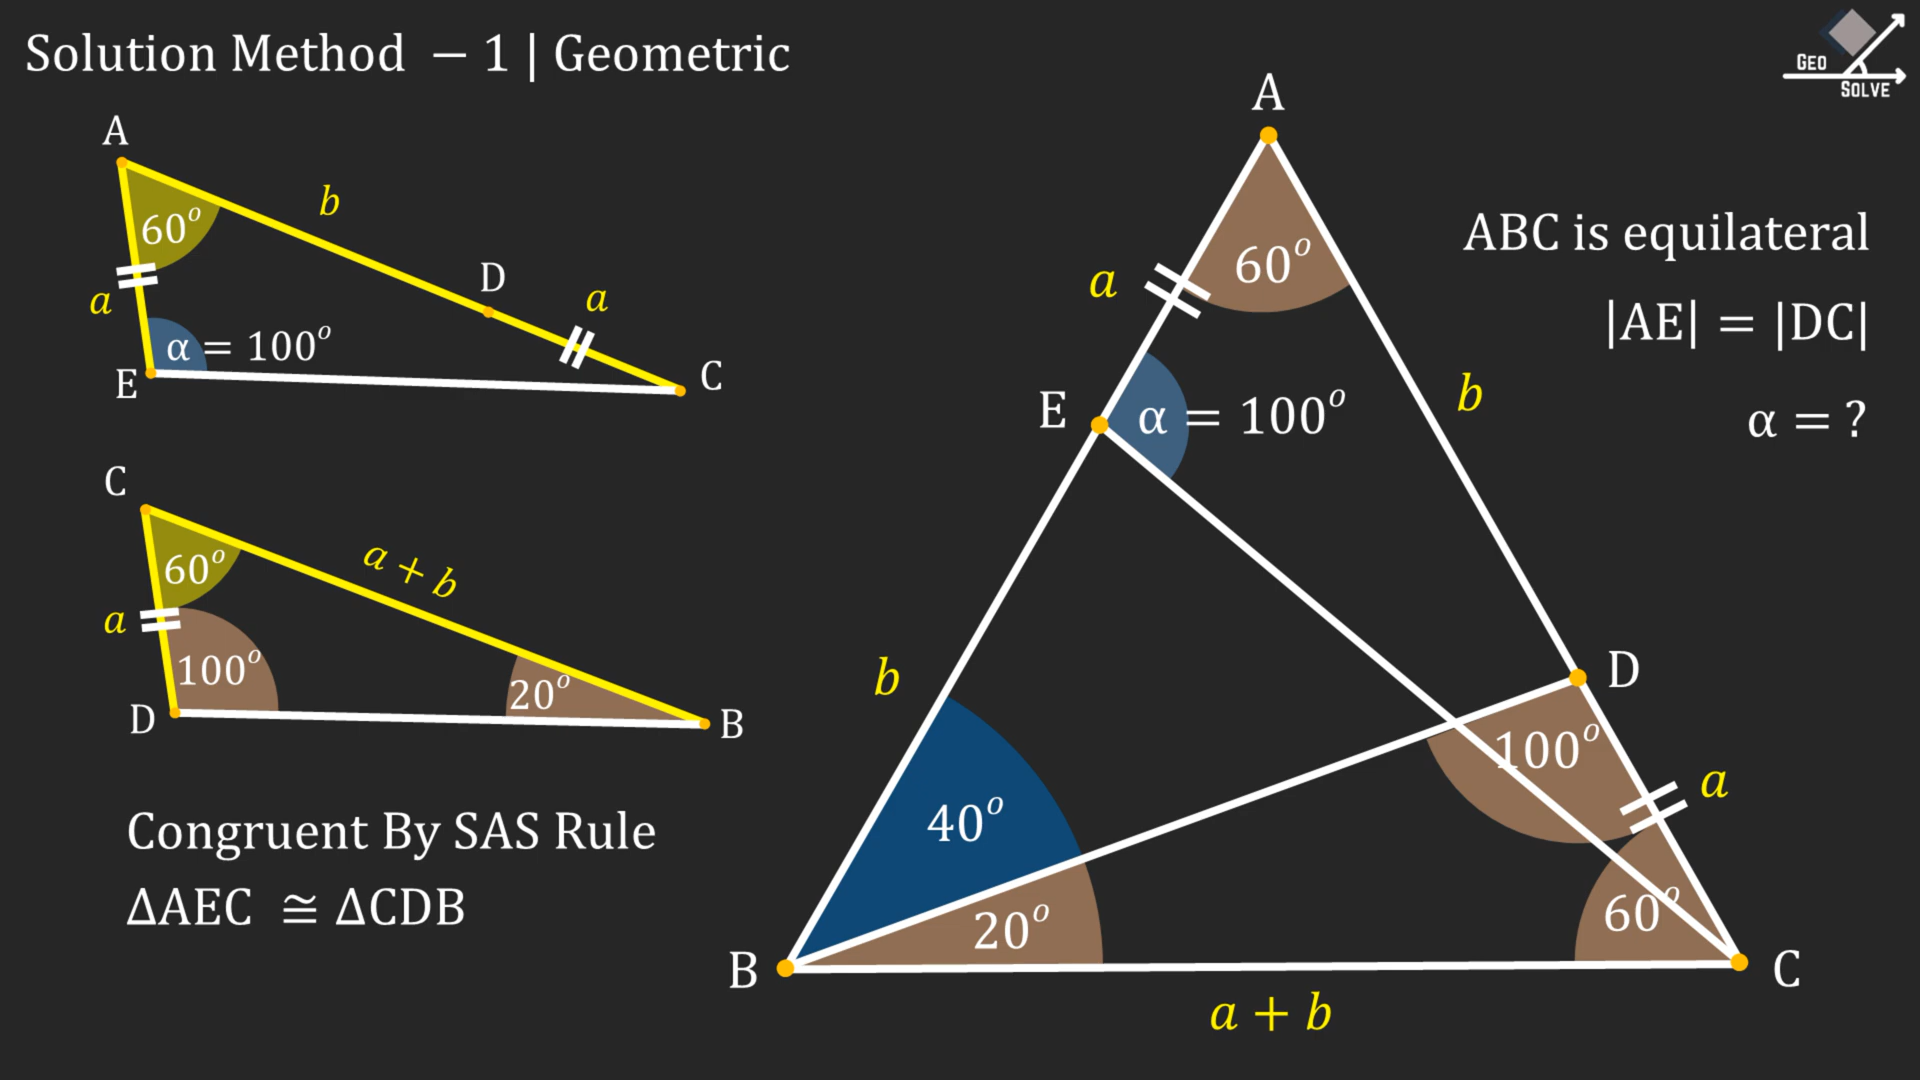 Solution Method − 1 | Geometric
GEO
SOLVE
A
60°
b
D
a
a
α = 100°
E
C
C
60°
a + b
a
100°
20°
D
B
Congruent By SAS Rule
ΔAEC ≅ ΔCDB
A
60°
a
E
α = 100°
b
b
D
100°
a
40°
20°
60°
B
C
a + b
ABC is equilateral
|AE| = |DC|
α = ?